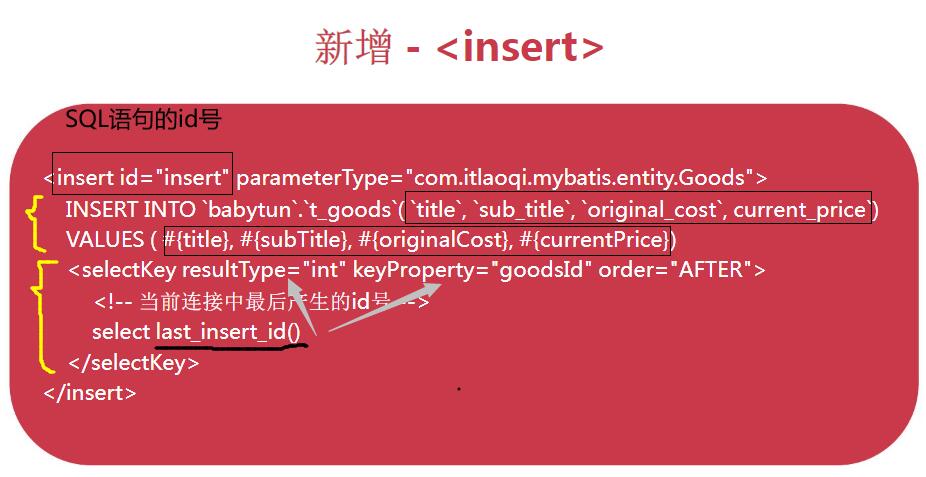 新增 - <insert>
SQL语句的id号
<insert id="insert" parameterType="com.itlaoqi.mybatis.entity.Goods">
INSERT INTO `babytun`.`t_goods`( `title`, `sub_title`, `original_cost`, current_price`)
VALUES ( #{title}, #{subTitle}, #{originalCost}, #{currentPrice})
<selectKey resultType="int" keyProperty="goodsId" order="AFTER">
<!-- 当前连接中最后产生的id号 -->
select last_insert_id()
</selectKey>
</insert>